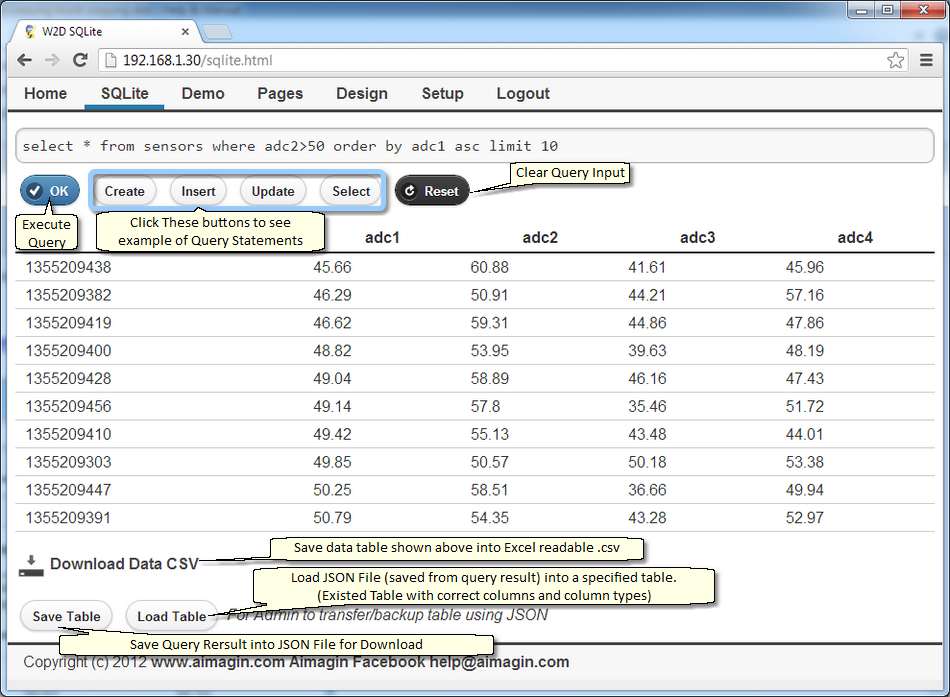 W2D SQLite
192.168.1.30/sqlite.html
Home SQLite Demo Pages Design Setup Logout
select * from sensors where adc2>50 order by adc1 asc limit 10
Clear Query Input
OK Create Insert Update Select Reset
Execute
Query
Click These buttons to see
example of Query Statements
adc1 adc2 adc3 adc4
1355209438 45.66 60.88 41.61 45.96
1355209382 46.29 50.91 44.21 57.16
1355209419 46.62 59.31 44.86 47.86
1355209400 48.82 53.95 39.63 48.19
1355209428 49.04 58.89 46.16 47.43
1355209456 49.14 57.8 35.46 51.72
1355209410 49.42 55.13 43.48 44.01
1355209303 49.85 50.57 50.18 53.38
1355209447 50.25 58.51 36.66 49.94
1355209391 50.79 54.35 43.28 52.97
Save data table shown above into Excel readable .csv
Download Data CSV
Load JSON File (saved from query result) into a specified table.
(Existed Table with correct columns and column types)
Save Table Load Table For Admin to transfer/backup table using JSON
Save Query Rersult into JSON File for Download
Copyright (c) 2012 www.aimagin.com Aimagin Facebook help@aimagin.com